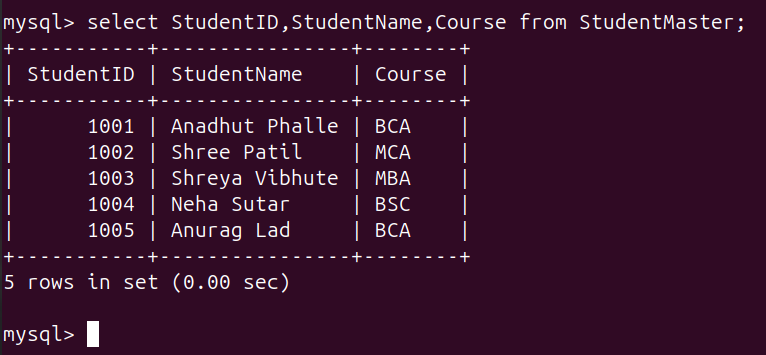 mysql> select StudentID,StudentName,Course from StudentMaster;
+-----------+----------------+--------+
| StudentID | StudentName    | Course |
+-----------+----------------+--------+
|      1001 | Anadhut Phalle | BCA    |
|      1002 | Shree Patil    | MCA    |
|      1003 | Shreya Vibhute | MBA    |
|      1004 | Neha Sutar     | BSC    |
|      1005 | Anurag Lad     | BCA    |
+-----------+----------------+--------+
5 rows in set (0.00 sec)
mysql>